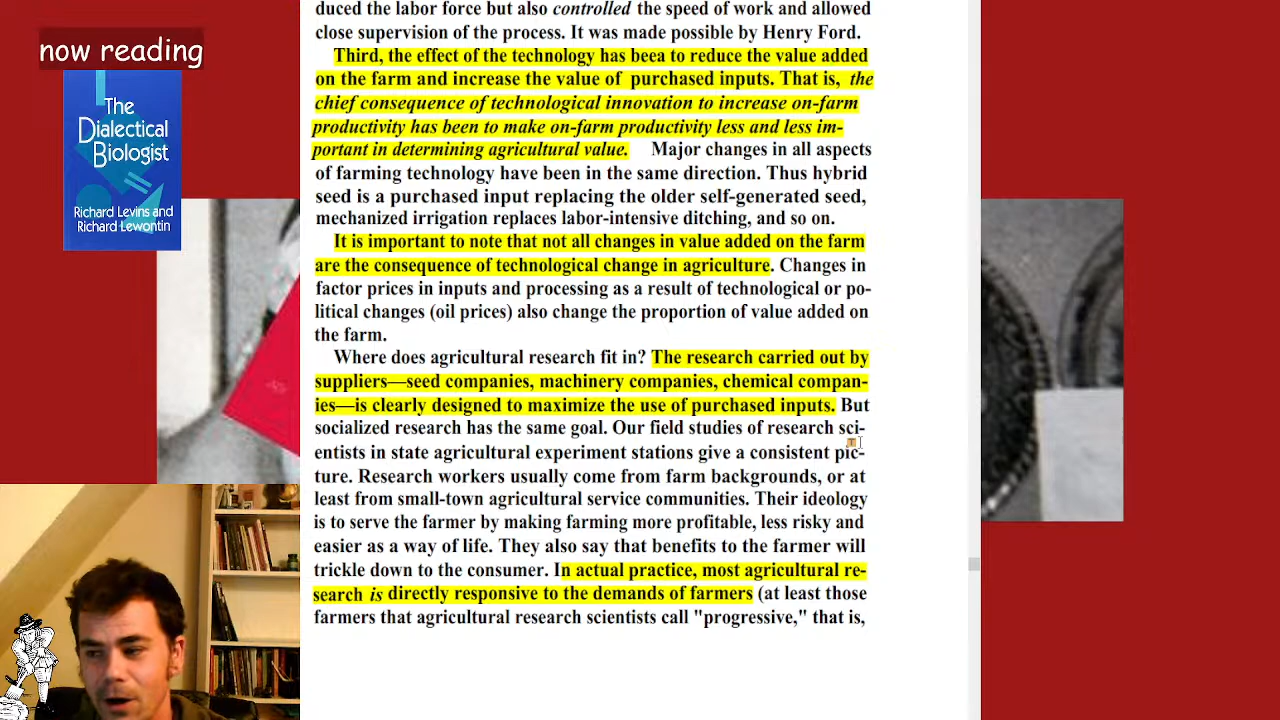 now reading
The
Dialectical
Biologist
Richard Levins and
Richard Lewontin
duced the labor force but also controlled the speed of work and allowed
close supervision of the process. It was made possible by Henry Ford.
Third, the effect of the technology has beea to reduce the value added
on the farm and increase the value of purchased inputs. That is, the
chief consequence of technological innovation to increase on-farm
productivity has been to make on-farm productivity less and less im-
portant in determining agricultural value. Major changes in all aspects
of farming technology have been in the same direction. Thus hybrid
seed is a purchased input replacing the older self-generated seed,
mechanized irrigation replaces labor-intensive ditching, and so on.
It is important to note that not all changes in value added on the farm
are the consequence of technological change in agriculture. Changes in
factor prices in inputs and processing as a result of technological or po-
litical changes (oil prices) also change the proportion of value added on
the farm.
Where does agricultural research fit in? The research carried out by
suppliers—seed companies, machinery companies, chemical compan-
ies—is clearly designed to maximize the use of purchased inputs. But
socialized research has the same goal. Our field studies of research sci-
entists in state agricultural experiment stations give a consistent pic-
ture. Research workers usually come from farm backgrounds, or at
least from small-town agricultural service communities. Their ideology
is to serve the farmer by making farming more profitable, less risky and
easier as a way of life. They also say that benefits to the farmer will
trickle down to the consumer. In actual practice, most agricultural re-
search is directly responsive to the demands of farmers (at least those
farmers that agricultural research scientists call "progressive," that is,